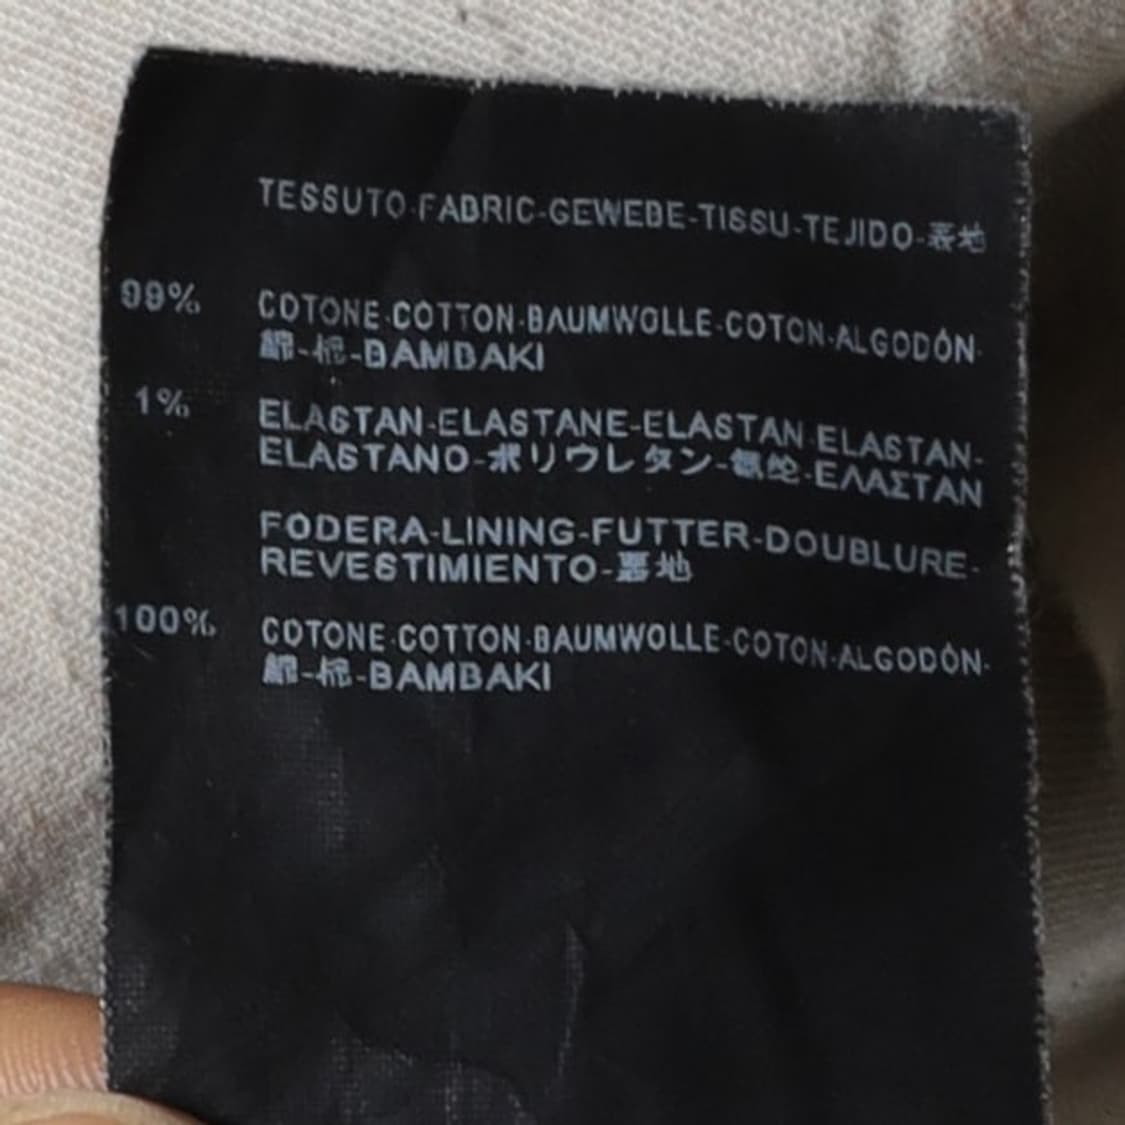 TESSUTO-FABRIC-GEWEBE-TISSU-TEJIDO-表地
99% COTONE-COTTON-BAUMWOLLE-COTON-ALGODÓN-
綿-棉-BAMBAKI
1% ELASTAN-ELASTANE-ELASTAN-ELASTAN-
ELASTANO-ポリウレタン-氨纶-ΕΛΑΣΤΑΝ
FODERA-LINING-FUTTER-DOUBLURE-
REVESTIMIENTO-裏地
100% COTONE-COTTON-BAUMWOLLE-COTON-ALGODÓN-
綿-棉-BAMBAKI